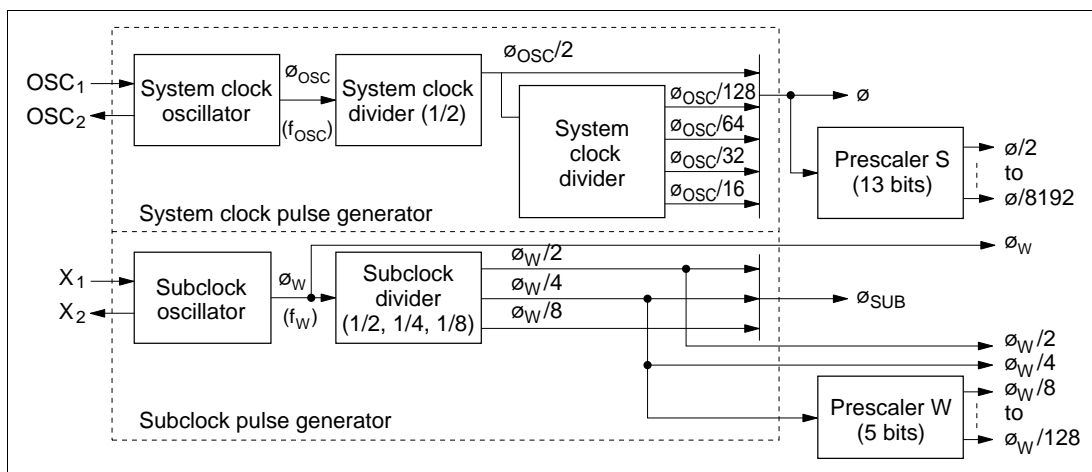 OSC1
OSC2
System clock
oscillator
øOSC
(fOSC)
System clock
divider (1/2)
øOSC/2
System
clock
divider
øOSC/128
øOSC/64
øOSC/32
øOSC/16
ø
Prescaler S
(13 bits)
ø/2
to
ø/8192
System clock pulse generator
X1
X2
Subclock
oscillator
øW
(fW)
Subclock
divider
(1/2, 1/4, 1/8)
øW/2
øW/4
øW/8
øW
øSUB
øW/2
øW/4
Prescaler W
(5 bits)
øW/8
to
øW/128
Subclock pulse generator